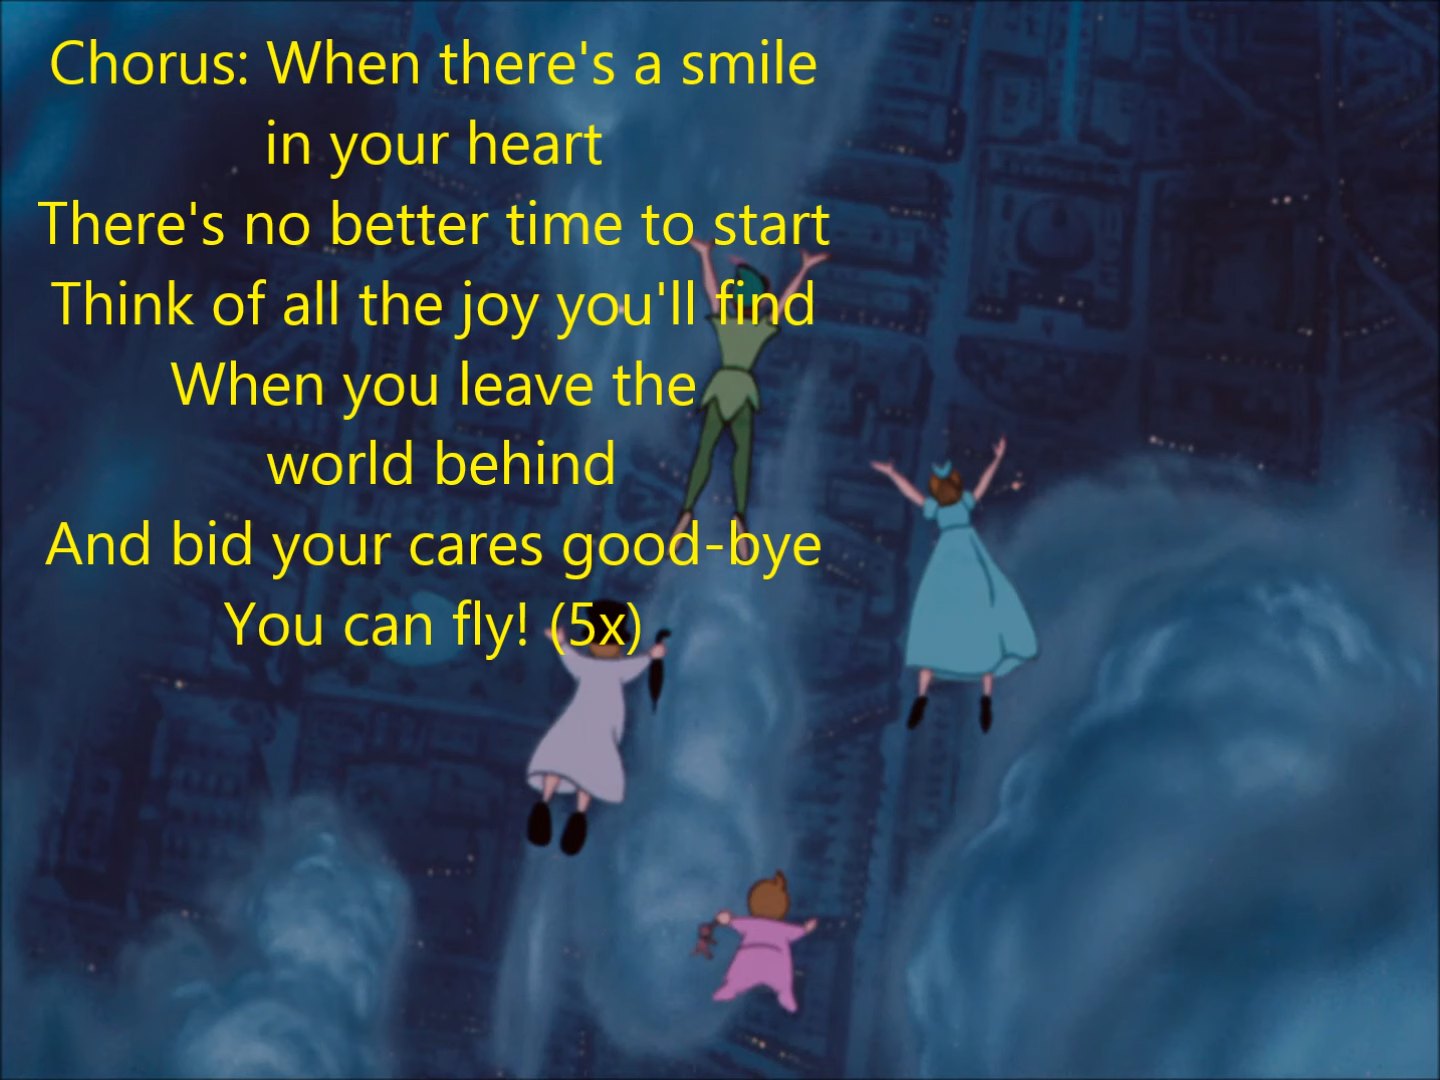 Chorus: When there's a smile
in your heart
There's no better time to start
Think of all the joy you'll find
When you leave the
world behind
And bid your cares good-bye
You can fly! (5x)